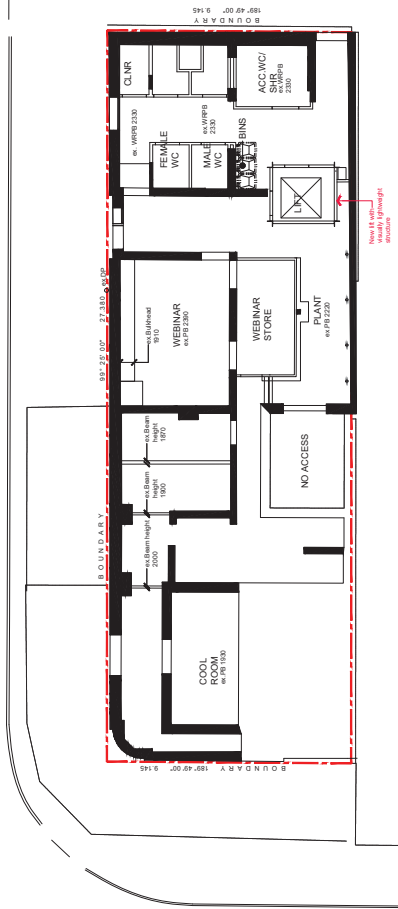 BOUNDARY
189° 49' 00" 9.145
CLNR
ACC.WC/
SHR
ex.WRPB
2330
ex. WRPB 2330
ex.WRPB
2330
FEMALE
WC
MALE
WC
BINS
LIFT
New lift with
visually lightweight
structure
99° 25' 00" 27.380
ex.DP
BOUNDARY
ex.Bulkhead
1910
WEBINAR
ex.PB 2390
WEBINAR
STORE
PLANT
ex.PB 2220
ex.Beam
height
1870
ex.Beam
height
1900
ex.Beam height
2000
NO ACCESS
COOL
ROOM
ex.PB 1930
BOUNDARY
189° 49' 00" 9.145